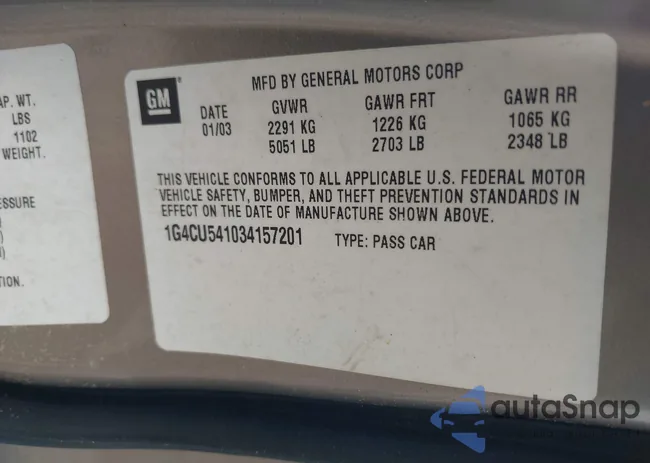 AP. WT.
LBS
1102
WEIGHT.
ESSURE
)
)
TION.
GM
MFD BY GENERAL MOTORS CORP
DATE GVWR GAWR FRT GAWR RR
01/03 2291 KG 1226 KG 1065 KG
5051 LB 2703 LB 2348 LB
THIS VEHICLE CONFORMS TO ALL APPLICABLE U.S. FEDERAL MOTOR
VEHICLE SAFETY, BUMPER, AND THEFT PREVENTION STANDARDS IN
EFFECT ON THE DATE OF MANUFACTURE SHOWN ABOVE.
1G4CU541034157201 TYPE: PASS CAR
autaSnap